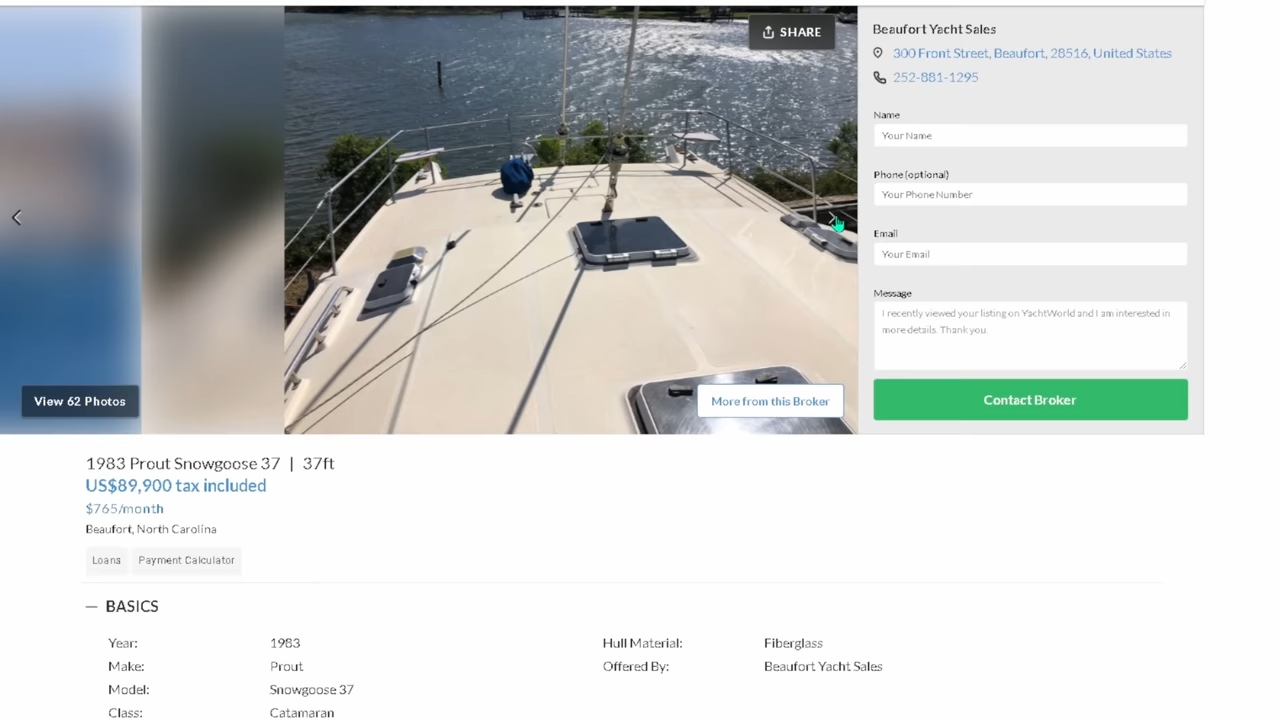 SHARE
View 62 Photos
More from this Broker
Beaufort Yacht Sales
300 Front Street, Beaufort, 28516, United States
252-881-1295
Name
Your Name
Phone (optional)
Your Phone Number
Email
Your Email
Message
I recently viewed your listing on YachtWorld and I am interested in
more details. Thank you.
Contact Broker
1983 Prout Snowgoose 37 | 37ft
US$89,900 tax included
$765/month
Beaufort, North Carolina
Loans Payment Calculator
— BASICS
Year: 1983 Hull Material: Fiberglass
Make: Prout Offered By: Beaufort Yacht Sales
Model: Snowgoose 37
Class: Catamaran